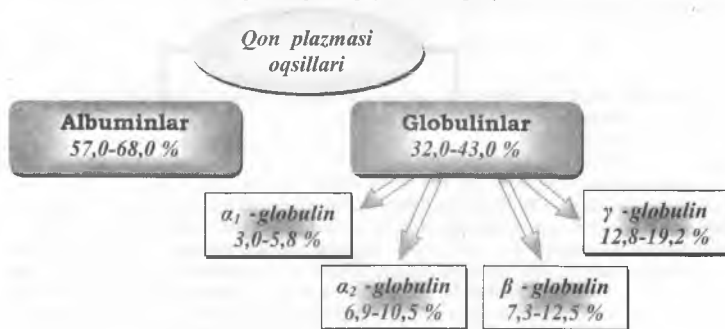 Qon plazmasi
oqsillari
Albuminlar
57,0-68,0 %
Globulinlar
32,0-43,0 %
α₁ -globulin
3,0-5,8 %
γ -globulin
12,8-19,2 %
α₂ -globulin
6,9-10,5 %
β -globulin
7,3-12,5 %